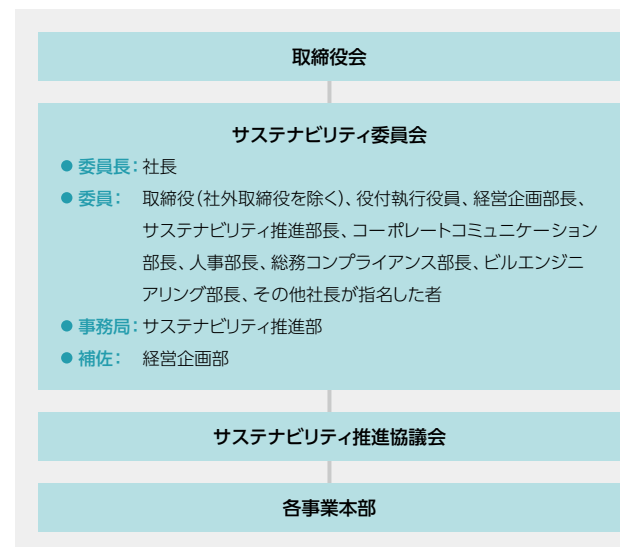 取締役会
サステナビリティ委員会
● 委員長：社長
● 委員： 取締役（社外取締役を除く）、役付執行役員、経営企画部長、
サステナビリティ推進部長、コーポレートコミュニケーション
部長、人事部長、総務コンプライアンス部長、ビルエンジニ
アリング部長、その他社長が指名した者
● 事務局：サステナビリティ推進部
● 補佐： 経営企画部
サステナビリティ推進協議会
各事業本部